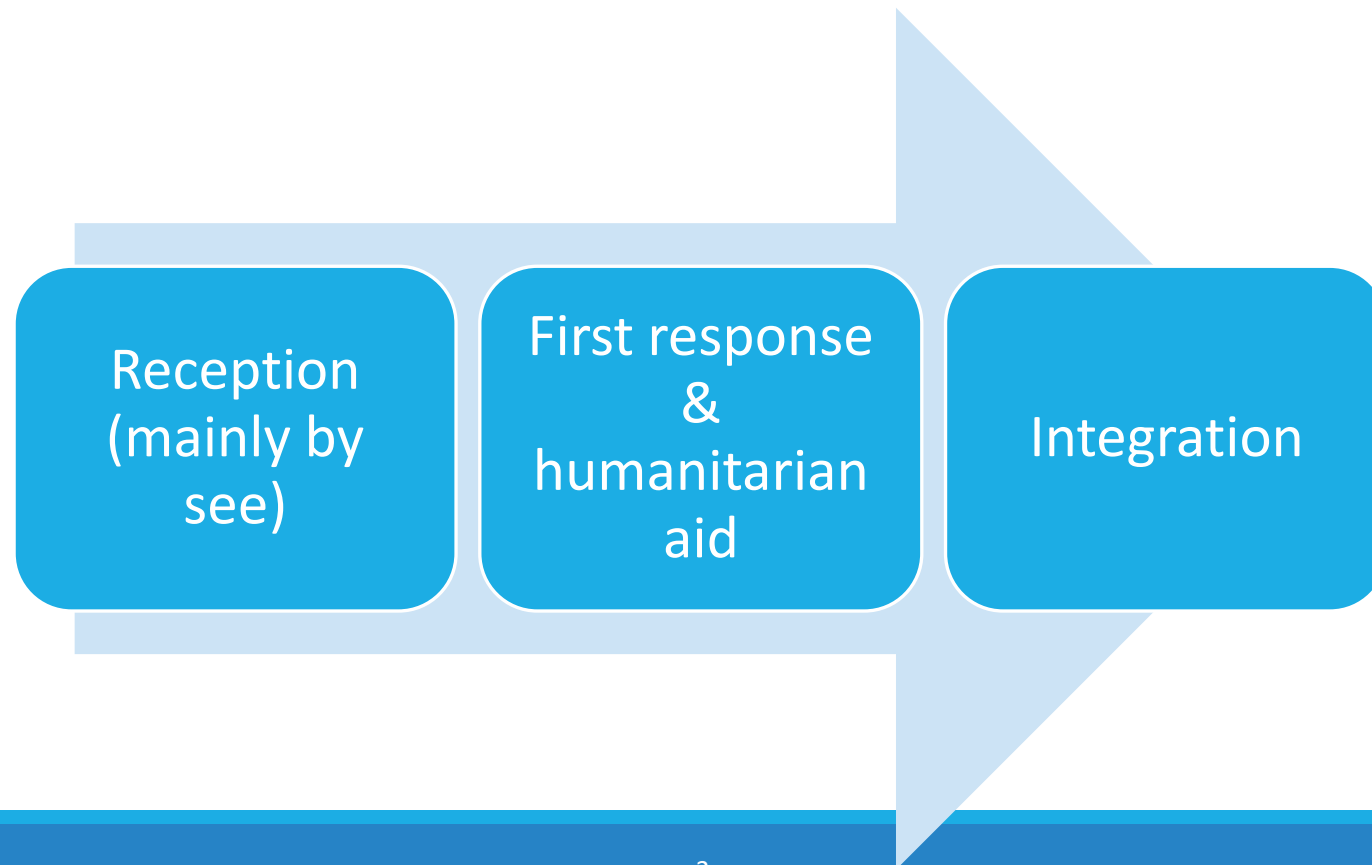 Reception
(mainly by
see)
First response
&
humanitarian
aid
Integration